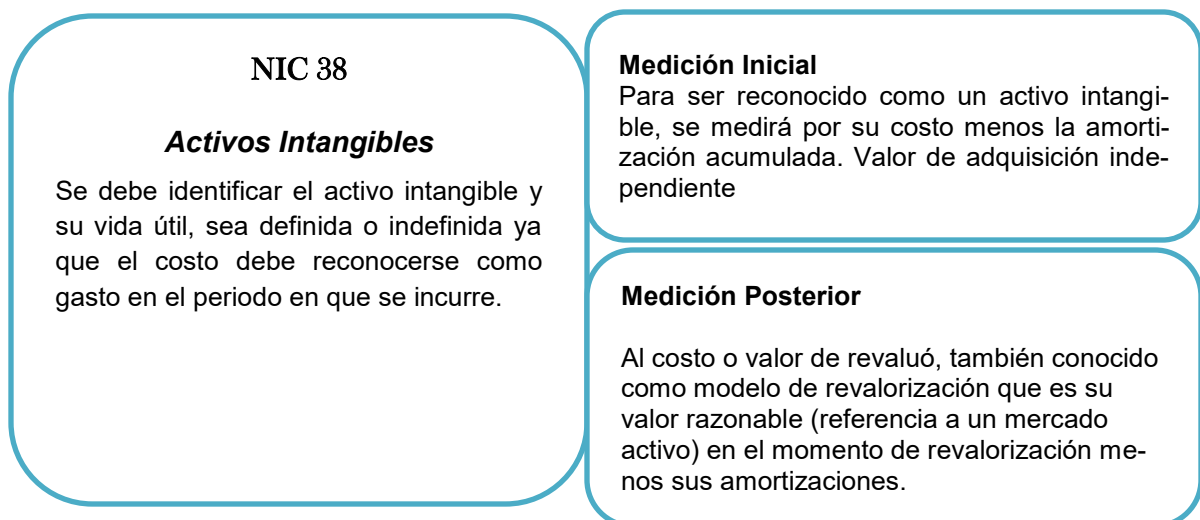 NIC 38
Activos Intangibles
Se debe identificar el activo intangible y
su vida útil, sea definida o indefinida ya
que el costo debe reconocerse como
gasto en el periodo en que se incurre.
Medición Inicial
Para ser reconocido como un activo intangi-
ble, se medirá por su costo menos la amorti-
zación acumulada. Valor de adquisición inde-
pendiente
Medición Posterior
Al costo o valor de revaluó, también conocido
como modelo de revalorización que es su
valor razonable (referencia a un mercado
activo) en el momento de revalorización me-
nos sus amortizaciones.